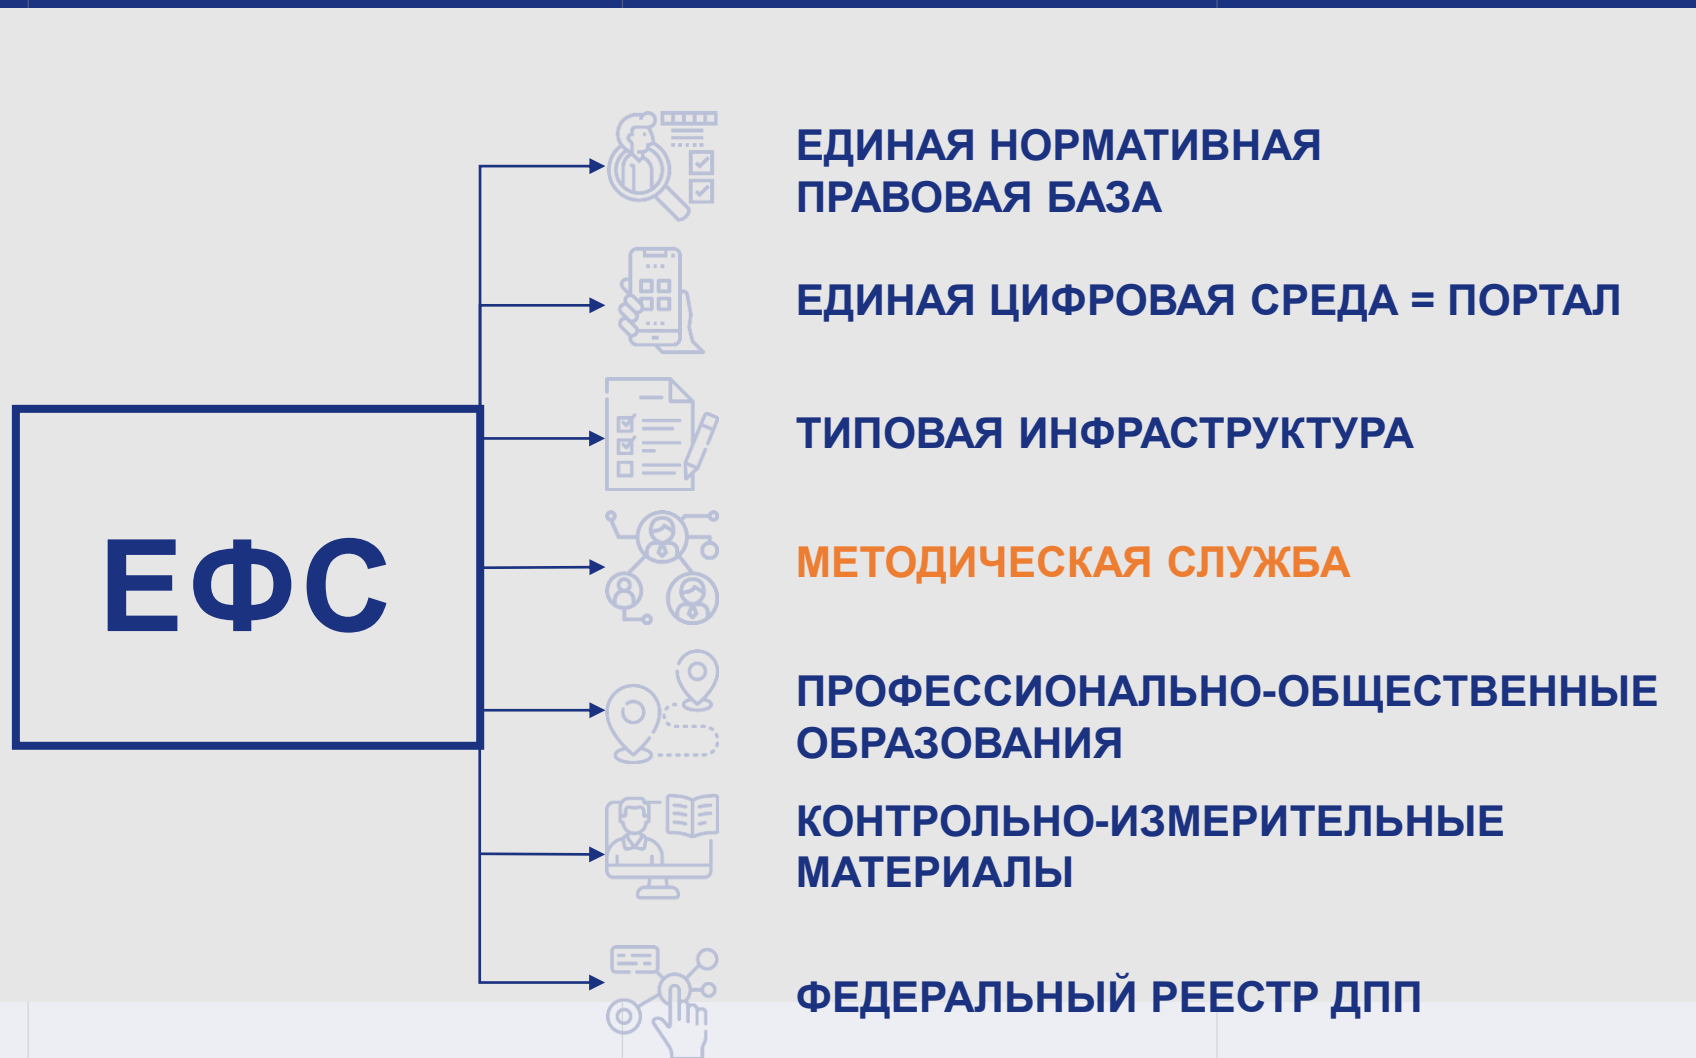 ЕДИНАЯ НОРМАТИВНАЯ
ПРАВОВАЯ БАЗА
ЕДИНАЯ ЦИФРОВАЯ СРЕДА = ПОРТАЛ
ТИПОВАЯ ИНФРАСТРУКТУРА
ЕФС
МЕТОДИЧЕСКАЯ СЛУЖБА
ПРОФЕССИОНАЛЬНО-ОБЩЕСТВЕННЫЕ
ОБРАЗОВАНИЯ
КОНТРОЛЬНО-ИЗМЕРИТЕЛЬНЫЕ
МАТЕРИАЛЫ
ФЕДЕРАЛЬНЫЙ РЕЕСТР ДПП